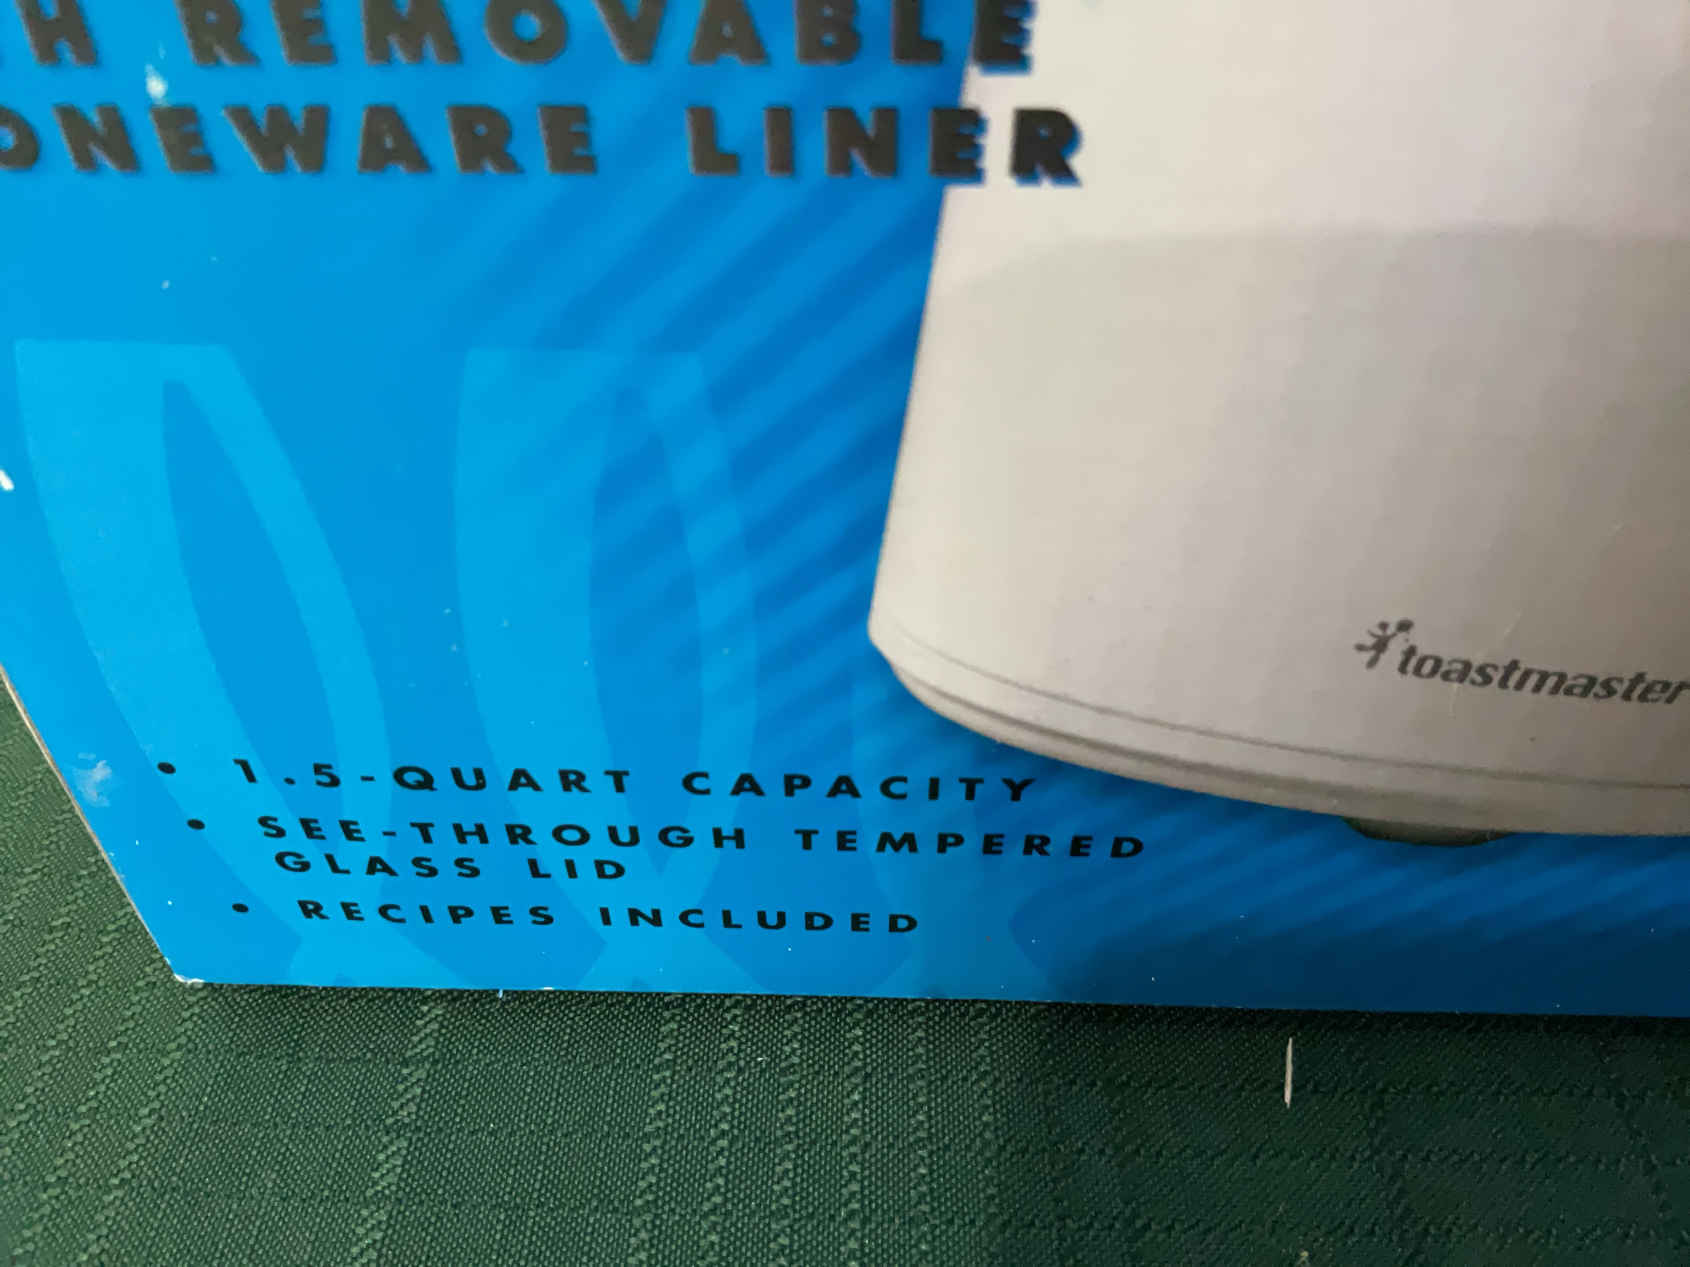 H REMOVABLE
ONEWARE LINER
toastmaster
• 1.5-QUART CAPACITY
• SEE-THROUGH TEMPERED
GLASS LID
• RECIPES INCLUDED